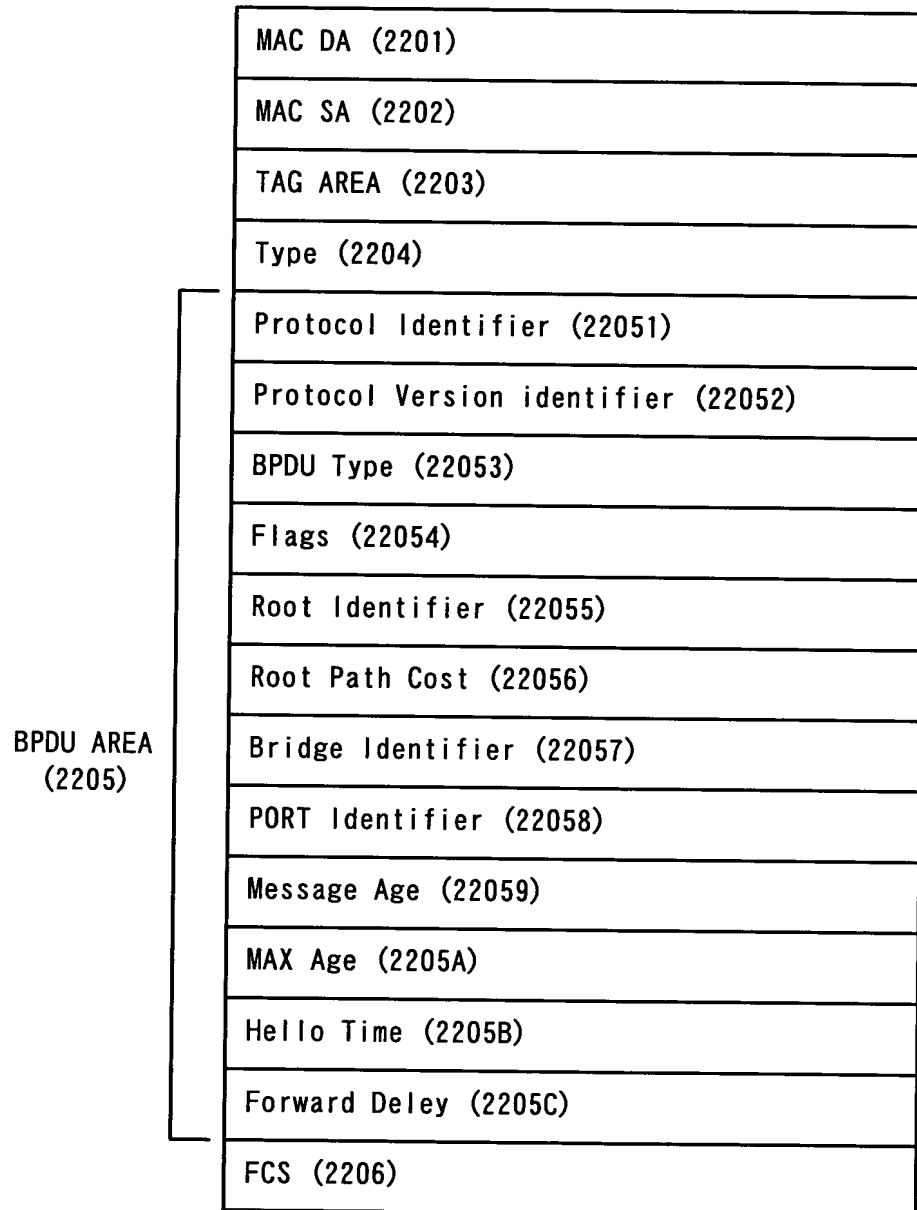 MAC DA (2201)
MAC SA (2202)
TAG AREA (2203)
Type (2204)
Protocol Identifier (22051)
Protocol Version identifier (22052)
BPDU Type (22053)
Flags (22054)
Root Identifier (22055)
Root Path Cost (22056)
Bridge Identifier (22057)
PORT Identifier (22058)
Message Age (22059)
MAX Age (2205A)
Hello Time (2205B)
Forward Deley (2205C)
FCS (2206)
BPDU AREA
(2205)